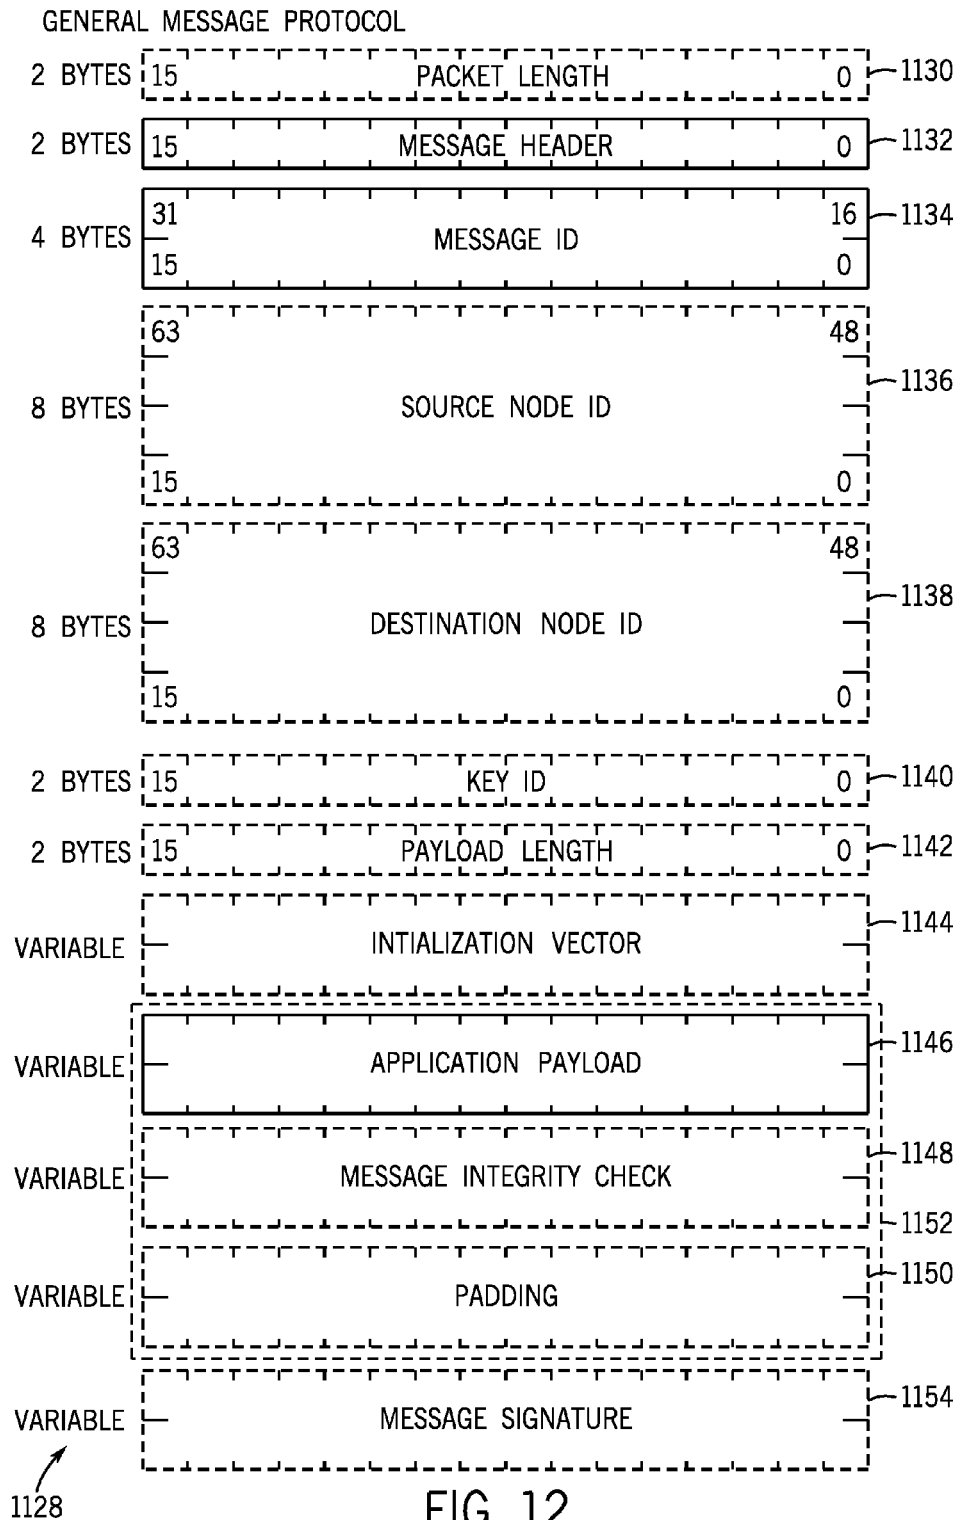 GENERAL MESSAGE PROTOCOL
2 BYTES 15 PACKET LENGTH 0 1130
2 BYTES 15 MESSAGE HEADER 0 1132
31 16 1134
4 BYTES MESSAGE ID
15 0
63 48
1136
8 BYTES SOURCE NODE ID
15 0
63 48
1138
8 BYTES DESTINATION NODE ID
15 0
2 BYTES 15 KEY ID 0 1140
2 BYTES 15 PAYLOAD LENGTH 0 1142
1144
VARIABLE INTIALIZATION VECTOR
1146
VARIABLE APPLICATION PAYLOAD
1148
VARIABLE MESSAGE INTEGRITY CHECK
1152
1150
VARIABLE PADDING
1154
VARIABLE MESSAGE SIGNATURE
1128
FIG. 12